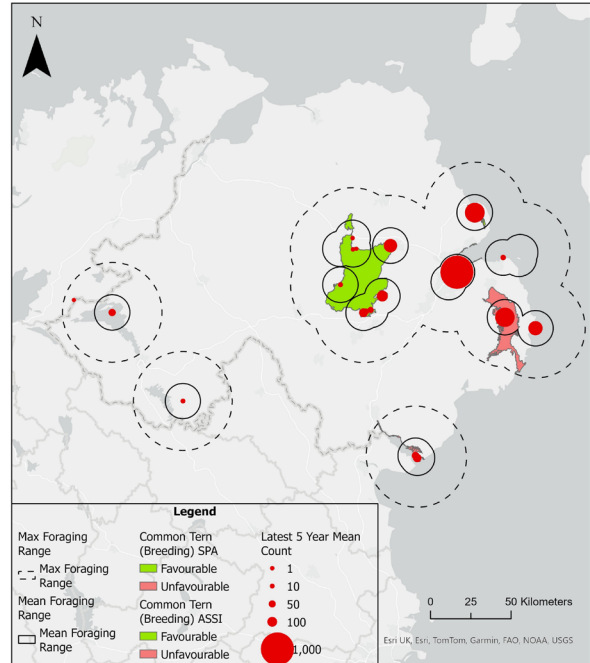 N
Legend
Max Foraging
Range
Max Foraging
Range
Mean Foraging
Range
Mean Foraging
Range
Common Tern
(Breeding) SPA
Favourable
Unfavourable
Common Tern
(Breeding) ASSI
Favourable
Unfavourable
Latest 5 Year Mean
Count
1
10
50
100
1,000
0 25 50 Kilometers
Esri UK, Esri, TomTom, Garmin, FAO, NOAA, USGS